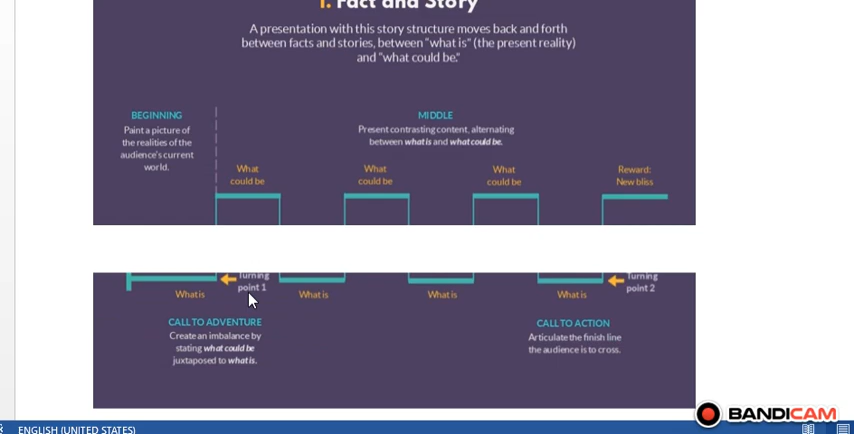 1. Fact and Story
A presentation with this story structure moves back and forth
between facts and stories, between "what is" (the present reality)
and "what could be."
BEGINNING
Paint a picture of
the realities of the
audience's current
world.
MIDDLE
Present contrasting content, alternating
between what is and what could be.
What
could be
What
could be
What
could be
Reward:
New bliss
Turning
point 1
Turning
point 2
What is
What is
What is
What is
CALL TO ADVENTURE
Create an imbalance by
stating what could be
juxtaposed to what is.
CALL TO ACTION
Articulate the finish line
the audience is to cross.
BANDICAM
ENGLISH (UNITED STATES)